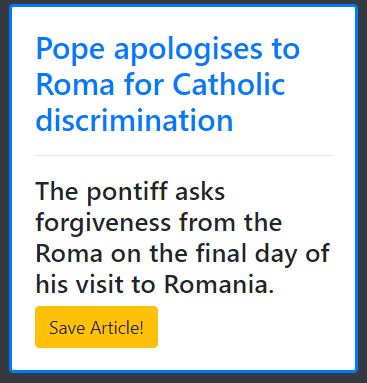 Pope apologises to
Roma for Catholic
discrimination
The pontiff asks
forgiveness from the
Roma on the final day of
his visit to Romania.
Save Article!